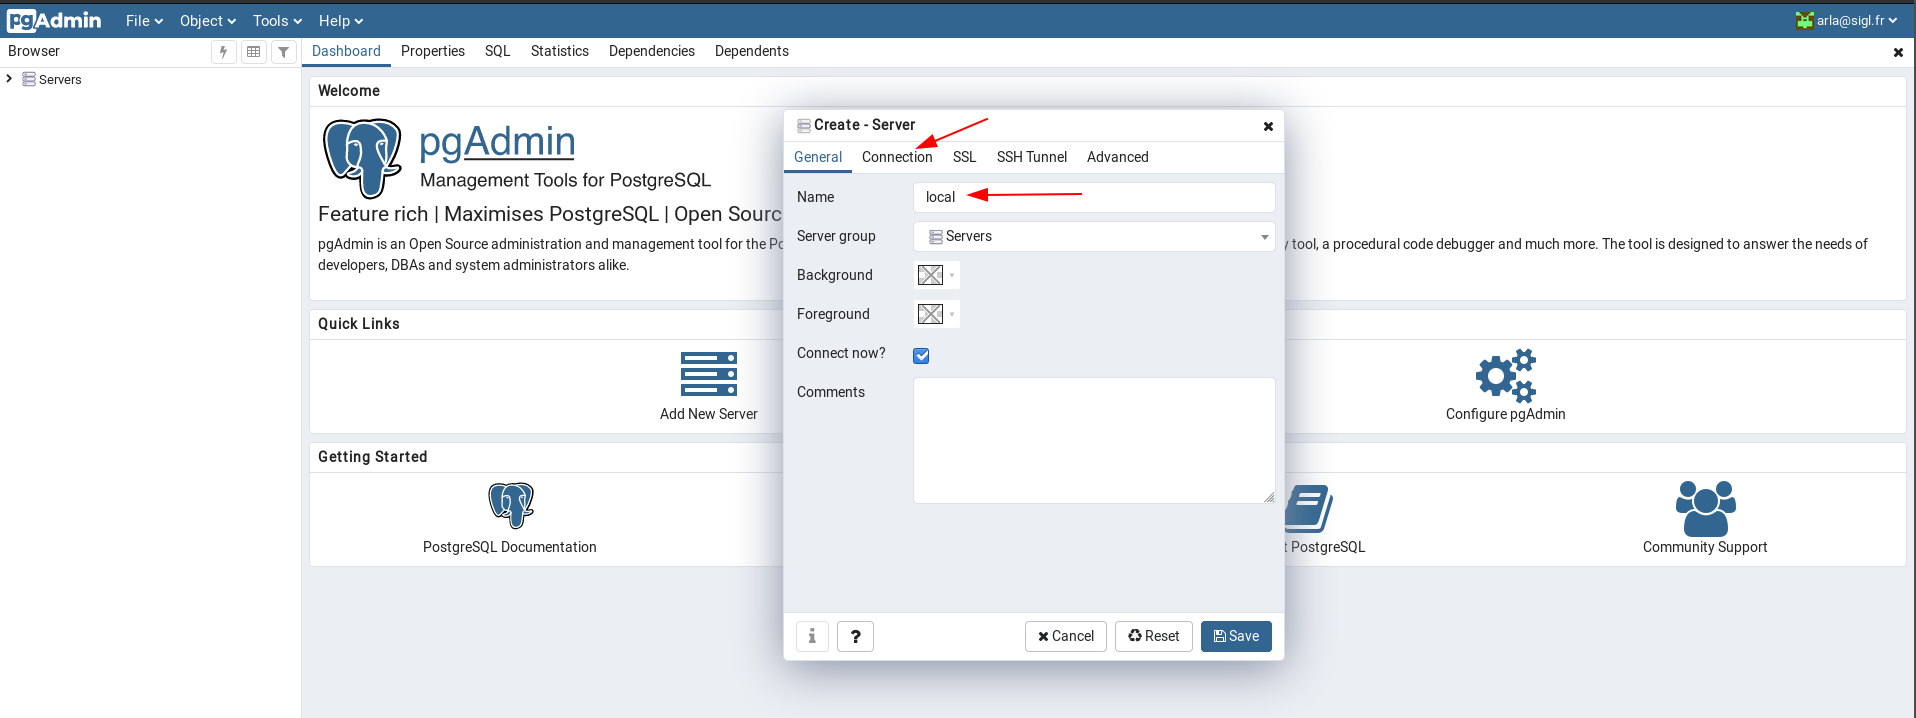 pgAdmin File Object Tools Help arla@sigl.fr
Browser Dashboard Properties SQL Statistics Dependencies Dependents
Servers
Welcome
pgAdmin
Management Tools for PostgreSQL
Feature rich | Maximises PostgreSQL | Open
pgAdmin is an Open Source administration and management tool for the tool, a procedural code debugger and much more. The tool is designed to answer the needs of
developers, DBAs and system administrators alike.
Quick Links
Add New Server Configure pgAdmin
Getting Started
PostgreSQL Documentation PostgreSQL Community Support
Create - Server
General Connection SSL SSH Tunnel Advanced
Name local
Server group Servers
Background
Foreground
Connect now?
Comments
i ? Cancel Reset Save